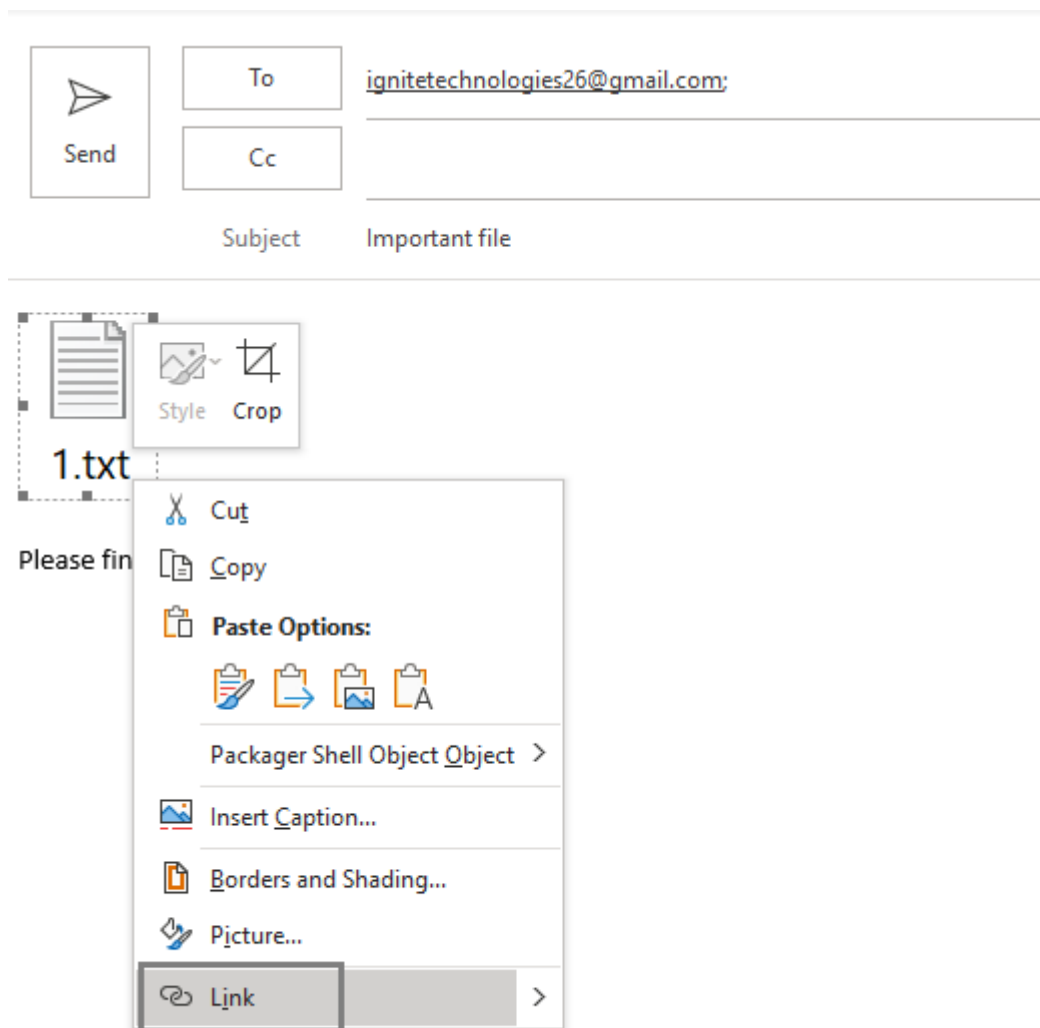 To
ignitetechnologies26@gmail.com;
Send
Cc
Subject
Important file
Style
Crop
1.txt
Cut
Please fin
Copy
Paste Options:
Packager Shell Object Object
Insert Caption...
Borders and Shading...
Picture...
Link